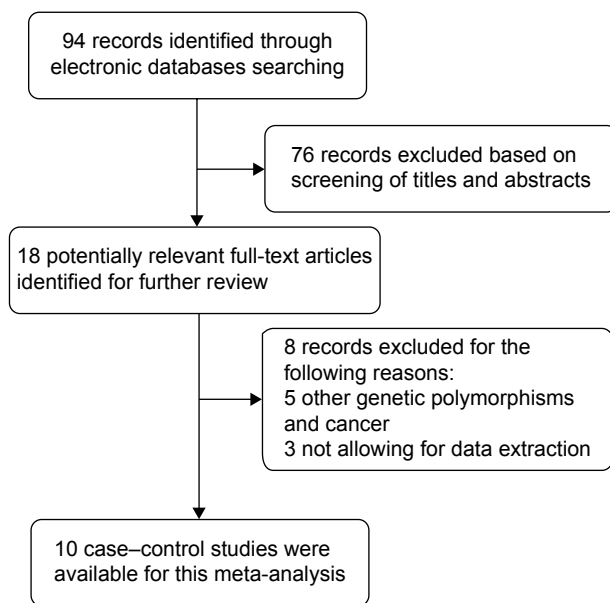 94 records identified through
electronic databases searching
76 records excluded based on
screening of titles and abstracts
18 potentially relevant full-text articles
identified for further review
8 records excluded for the
following reasons:
5 other genetic polymorphisms
and cancer
3 not allowing for data extraction
10 case–control studies were
available for this meta-analysis